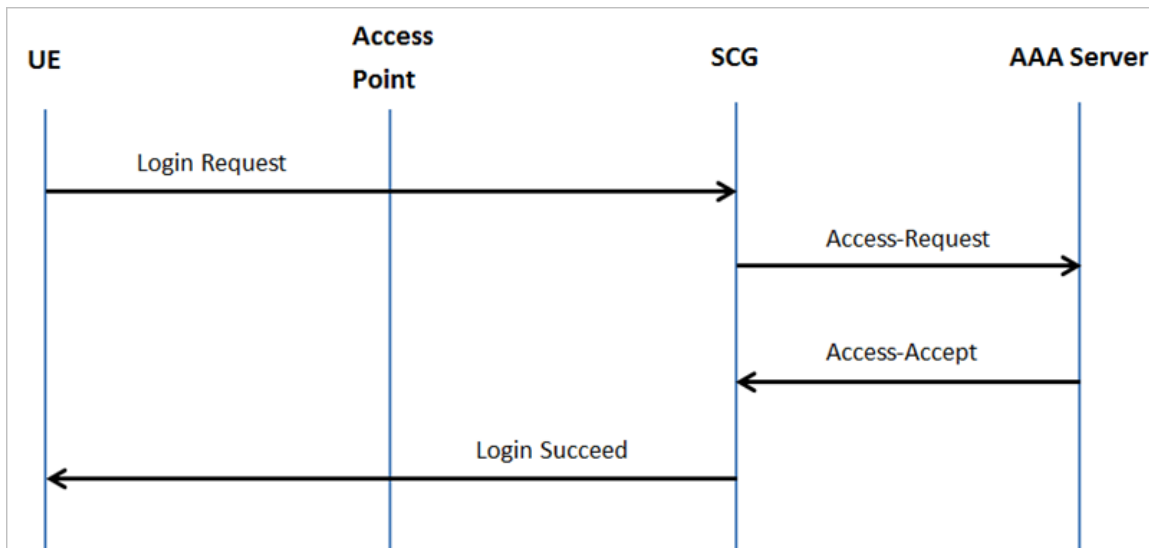 UE
Access
Point
SCG
AAA Server
Login Request
Access-Request
Access-Accept
Login Succeed